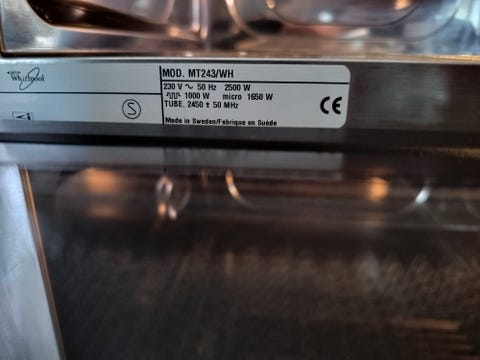 Whirlpool
MOD. MT243/WH
230 V ~ 50 Hz 2500 W
1000 W micro 1650 W
TUBE. 2450 ± 50 MHz
S
CE
Made in Sweden/Fabrique en Suéde